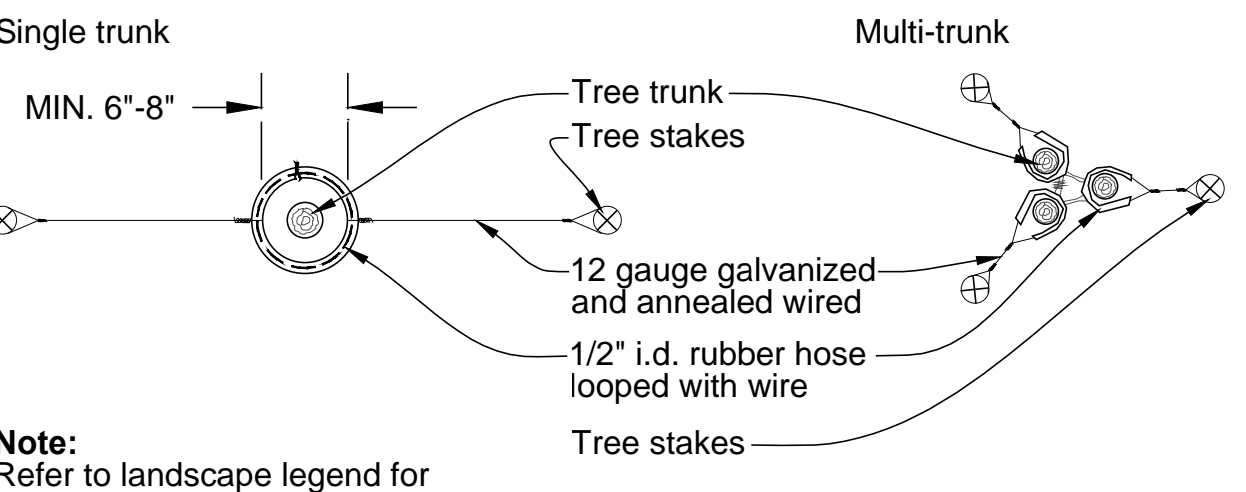 Single trunk
Multi-trunk
MIN. 6"-8"
Tree trunk
Tree stakes
12 gauge galvanized
and annealed wired
1/2" i.d. rubber hose
looped with wire
Tree stakes
Note:
Refer to landscape legend for